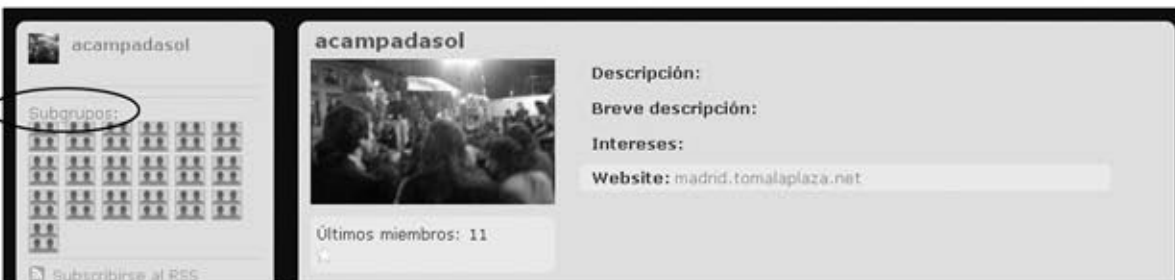 acampadasol
Subgrupos:
Subscribirse al RSS
acampadasol
Descripción:
Breve descripción:
Intereses:
Website: madrid.tomalaplaza.net
Últimos miembros: 11